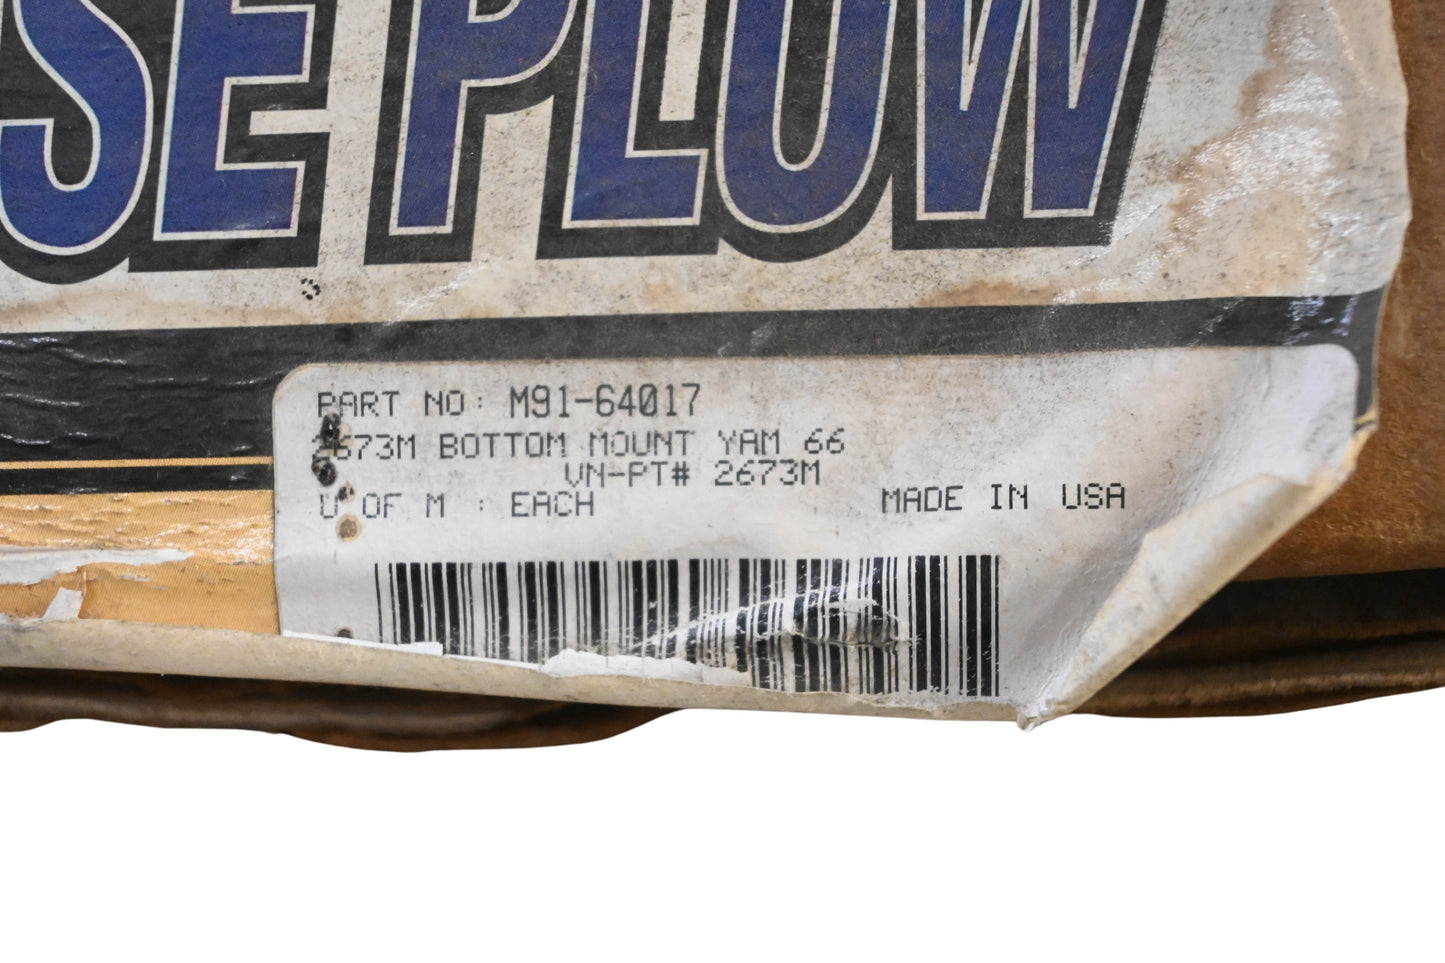 SE PLOW
PART NO: M91-64017
2673M BOTTOM MOUNT YAM 66
VN-PT# 2673M
U OF M : EACH
MADE IN USA